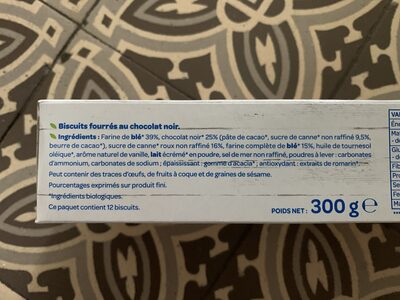 Biscuits fourrés au chocolat noir.
Ingrédients : Farine de blé* 39%, chocolat noir* 25% (pâte de cacao*, sucre de canne* non raffiné 9,5%,
beurre de cacao*), sucre de canne* roux non raffiné 16%, farine complète de blé* 15%, huile de tournesol
oléique*, arôme naturel de vanille, lait écrémé* en poudre, sel de mer non raffiné, poudres à lever : carbonates
d'ammonium, carbonates de sodium ; épaississant : gomme d'acacia* ; antioxydant : extraits de romarin*.
Peut contenir des traces d'œufs, de fruits à coque et de graines de sésame.
Pourcentages exprimés sur produit fini.
*Ingrédients biologiques.
Ce paquet contient 12 biscuits.
POIDS NET : 300 g e